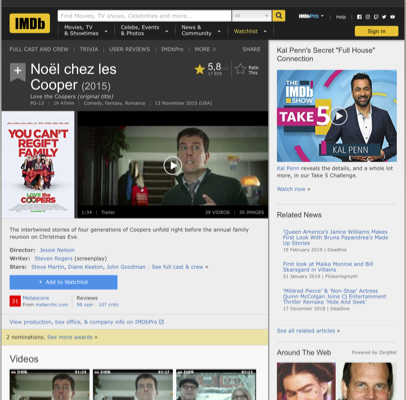 IMDb
Find Movies, TV shows, Celebrities and more...
All
IMDbPro
Help
Movies, TV
& Showtimes
Celebs, Events
& Photos
News &
Community
Watchlist
Sign in
FULL CAST AND CREW | TRIVIA | USER REVIEWS | IMDbPro | MORE
SHARE
Noël chez les
Cooper (2015)
Love the Coopers (original title)
PG-13 | 1h 47min | Comedy, Fantasy, Romance | 13 November 2015 (USA)
5,8
Rate
This
YOU CAN'T
REGIFT
FAMILY
LOVE the
COOPERS
1:34 | Trailer
39 VIDEOS | 30 IMAGES
The intertwined stories of four generations of Coopers unfold right before the annual family
reunion on Christmas Eve.
Director: Jessie Nelson
Writer: Steven Rogers (screenplay)
Stars: Steve Martin, Diane Keaton, John Goodman | See full cast & crew »
+ Add to Watchlist
31
Metascore
From metacritic.com
Reviews
98 user | 107 critic
View production, box office, & company info on IMDbPro
2 nominations. See more awards »
Videos
Kal Penn's Secret "Full House"
Connection
THE
IMDb
SHOW
TAKE 5
KAL PENN
Kal Penn reveals the details, and a whole lot
more, in our Take 5 Challenge.
Watch now »
Related News
'Queen America's Janice Williams Makes
First Look With Bruna Papandrea's Made
Up Stories
19 February 2019 | Deadline
First look at Maika Monroe and Bill
Skarsgard in Villains
21 January 2019 | Flickeringmyth
'Mildred Pierce' & 'Non-Stop' Actress
Quinn McColgan Joins CJ Entertainment
Thriller Remake 'Hide And Seek'
17 December 2018 | Deadline
See all related articles »
Around The Web
Powered by ZergNet